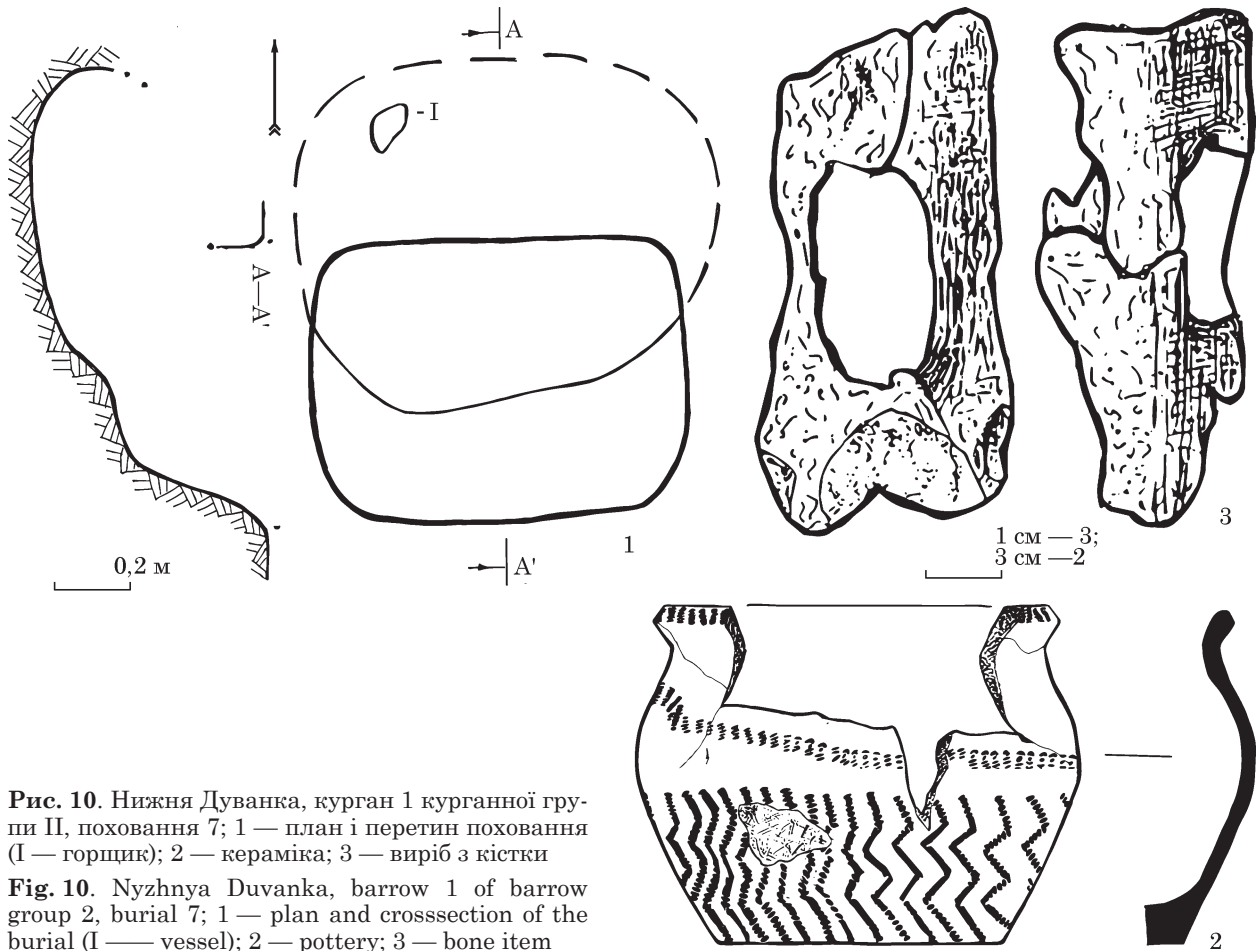 A
- I
A—A'
0,2 м
1
A'
3
1 см — 3;
3 см —2
2
Рис. 10. Нижня Дуванка, курган 1 курганної гру-
пи II, поховання 7; 1 — план і перетин поховання
(I — горщик); 2 — кераміка; 3 — виріб з кістки
Fig. 10. Nyzhnya Duvanka, barrow 1 of barrow
group 2, burial 7; 1 — plan and crosssection of the
burial (I —— vessel); 2 — pottery; 3 — bone item